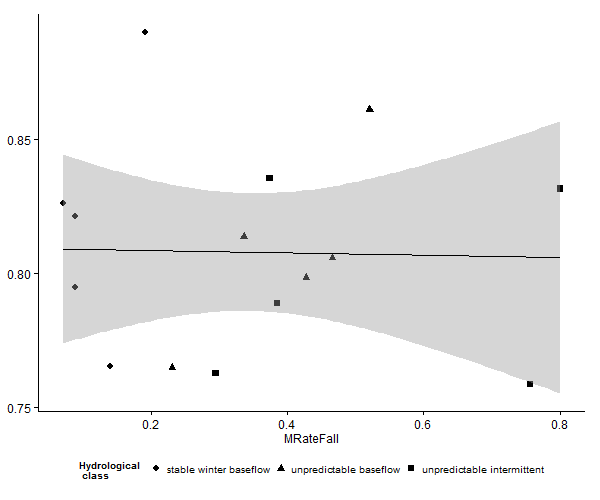 0.85
0.80
0.75
0.2 0.4 0.6 0.8
MRateFall
Hydrological
class
stable winter baseflow unpredictable baseflow unpredictable intermittent